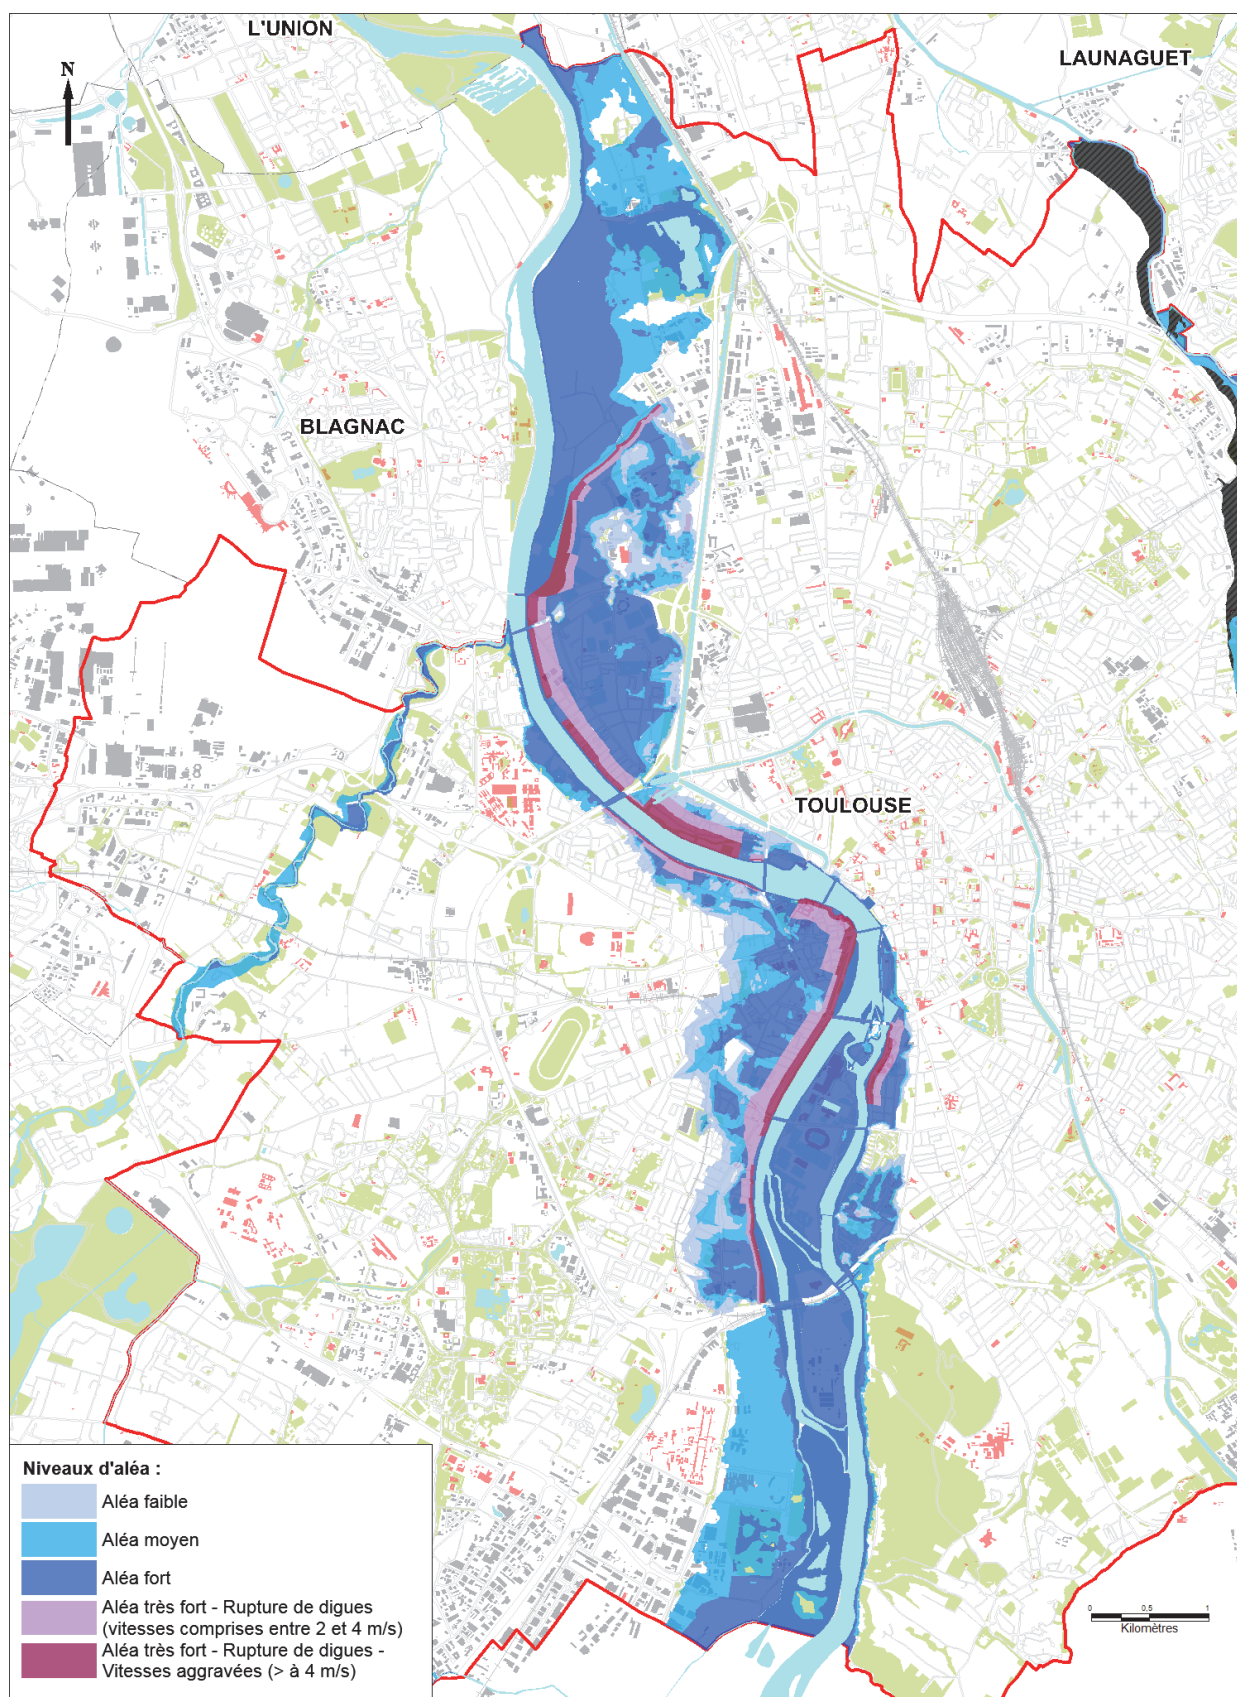 L'UNION
LAUNAGUET
N
BLAGNAC
TOULOUSE
Niveaux d'aléa :
Aléa faible
Aléa moyen
Aléa fort
Aléa très fort - Rupture de digues
(vitesses comprises entre 2 et 4 m/s)
Aléa très fort - Rupture de digues -
Vitesses aggravées (> à 4 m/s)
0 0,5 1
Kilomètres